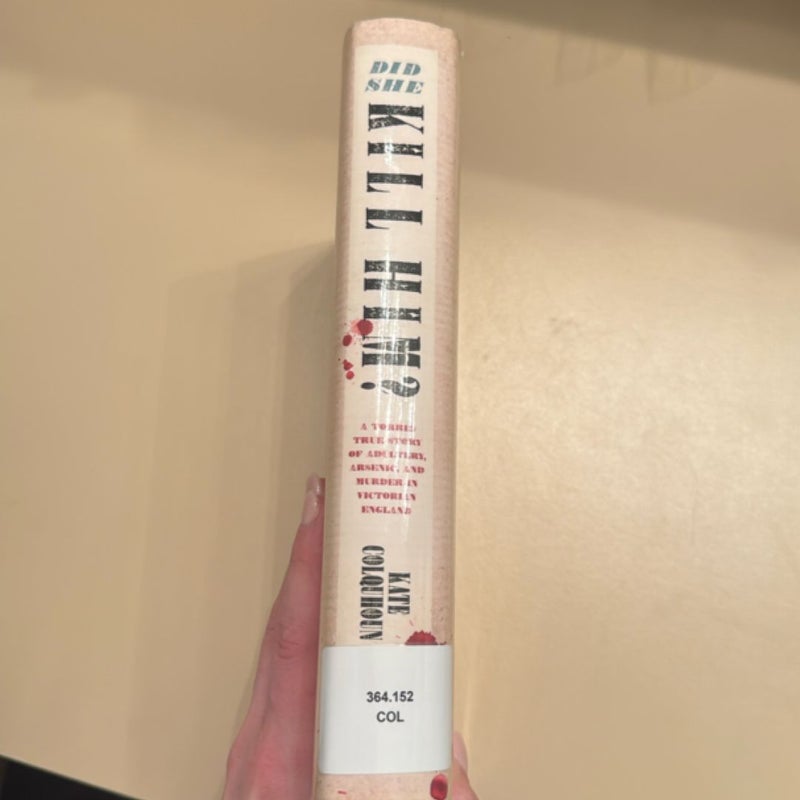 DID
SHE
KILL HIM?
A TORRID
TRUE STORY
OF ADULTERY,
ARSENIC, AND
MURDER IN
VICTORIAN
ENGLAND
KATE
COLQUHOUN
364.152
COL